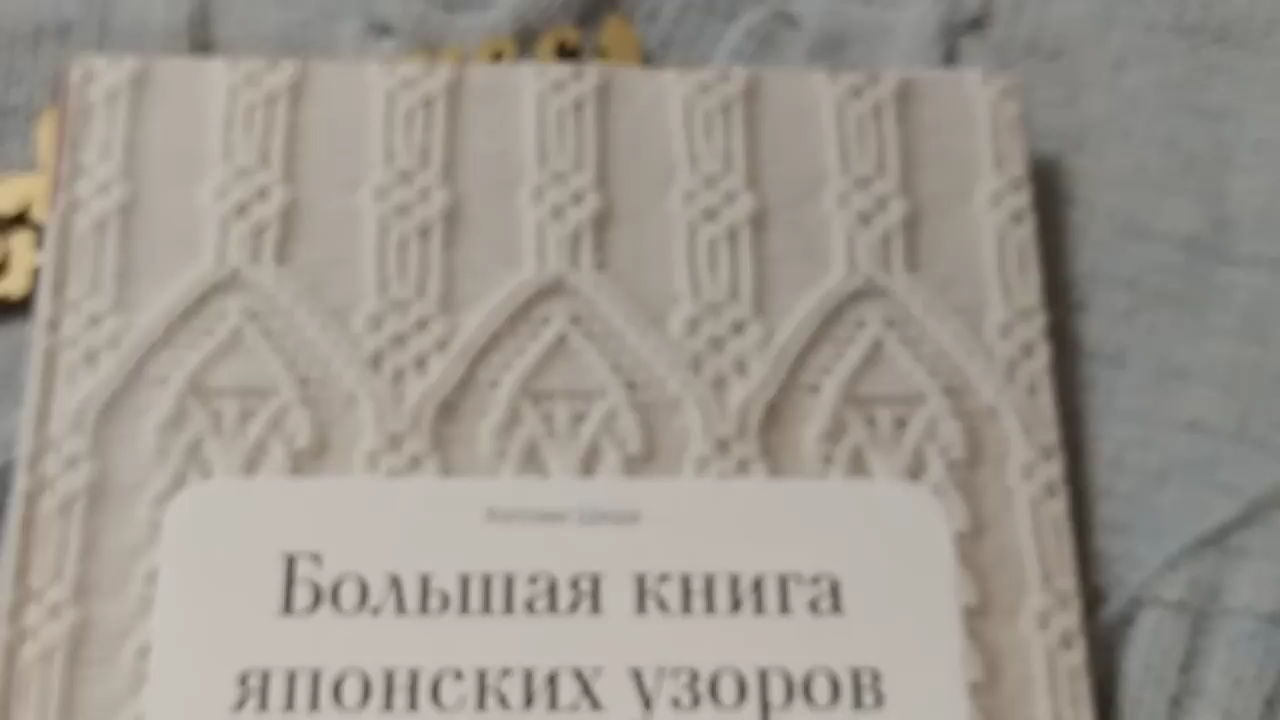 Большая книга
японских узоров